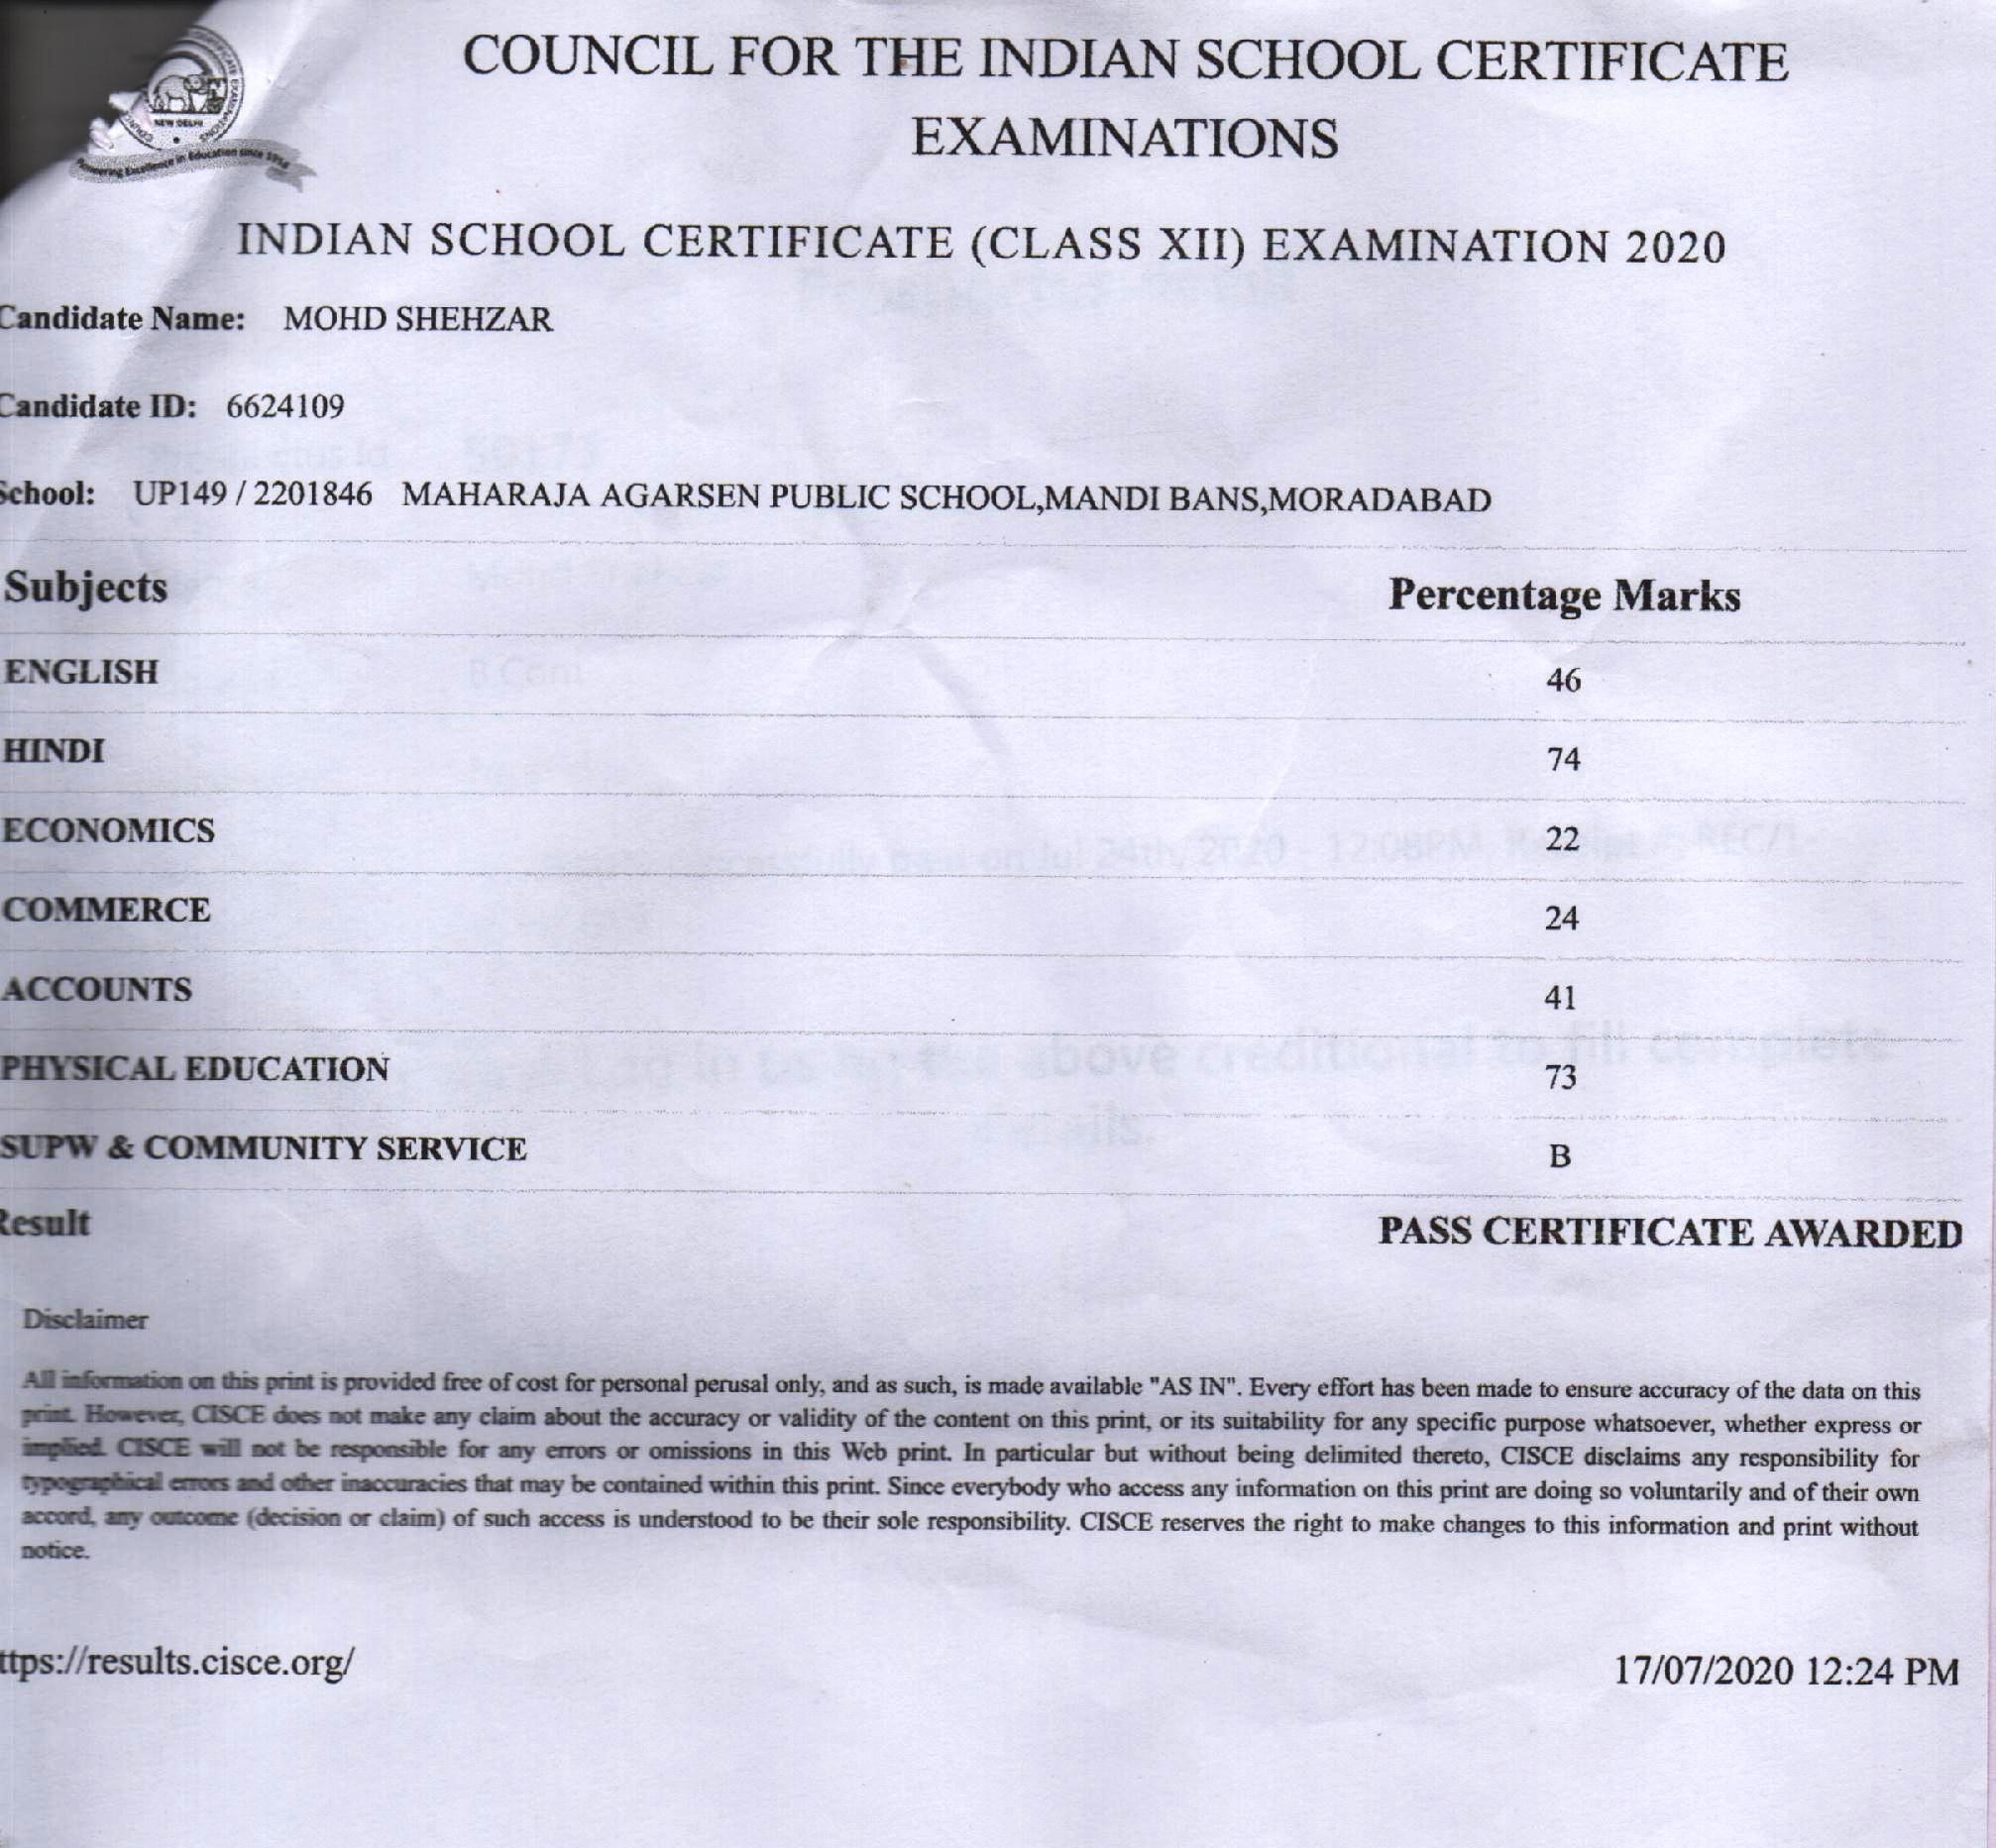 NEW DELHI
Excellence in Education since 1958
COUNCIL FOR THE INDIAN SCHOOL CERTIFICATE
EXAMINATIONS
INDIAN SCHOOL CERTIFICATE (CLASS XII) EXAMINATION 2020
Candidate Name: MOHD SHEHZAR
Candidate ID: 6624109
School: UP149 / 2201846 MAHARAJA AGARSEN PUBLIC SCHOOL,MANDI BANS,MORADABAD
Subjects Percentage Marks
ENGLISH 46
HINDI 74
ECONOMICS 22
COMMERCE 24
ACCOUNTS 41
PHYSICAL EDUCATION 73
SUPW & COMMUNITY SERVICE B
Result PASS CERTIFICATE AWARDED
Disclaimer
All information on this print is provided free of cost for personal perusal only, and as such, is made available "AS IN". Every effort has been made to ensure accuracy of the data on this
print. However, CISCE does not make any claim about the accuracy or validity of the content on this print, or its suitability for any specific purpose whatsoever, whether express or
implied. CISCE will not be responsible for any errors or omissions in this Web print. In particular but without being delimited thereto, CISCE disclaims any responsibility for
typographical errors and other inaccuracies that may be contained within this print. Since everybody who access any information on this print are doing so voluntarily and of their own
accord, any outcome (decision or claim) of such access is understood to be their sole responsibility. CISCE reserves the right to make changes to this information and print without
notice.
ttps://results.cisce.org/ 17/07/2020 12:24 PM